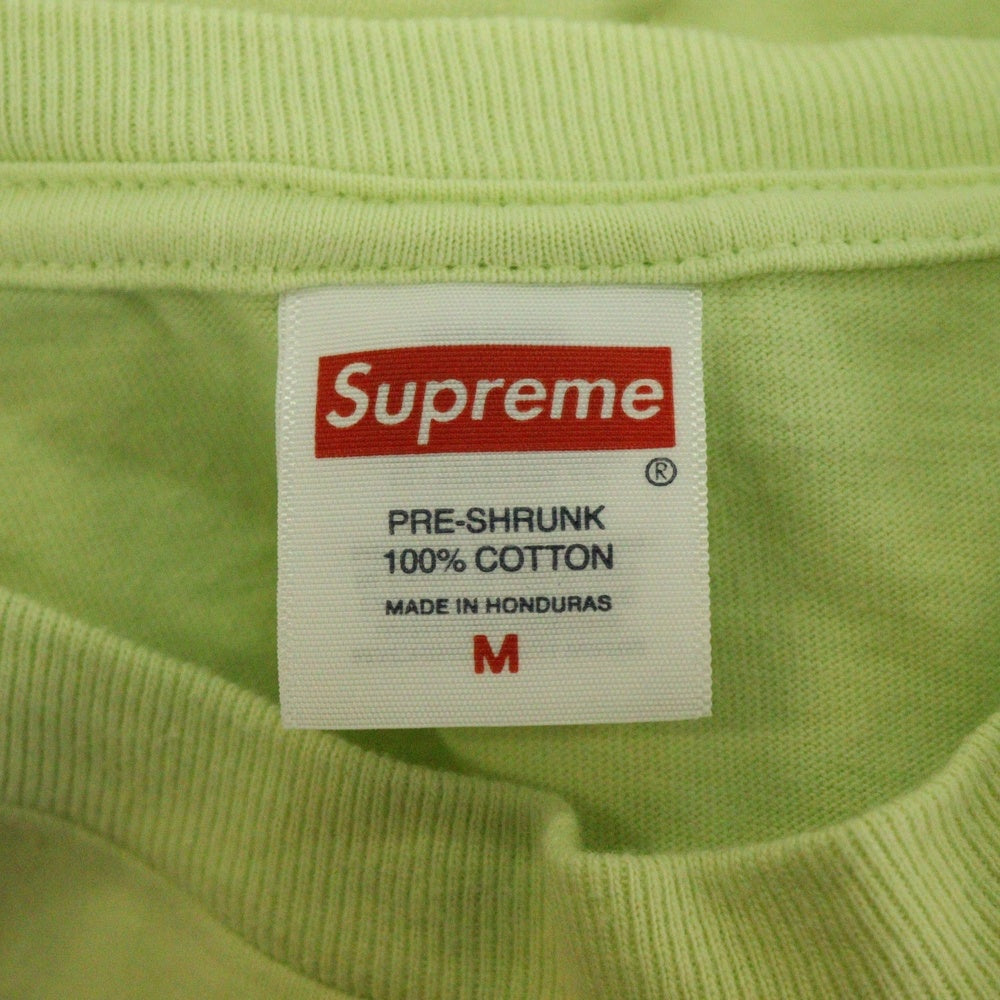 Supreme
®
PRE-SHRUNK
100% COTTON
MADE IN HONDURAS
M